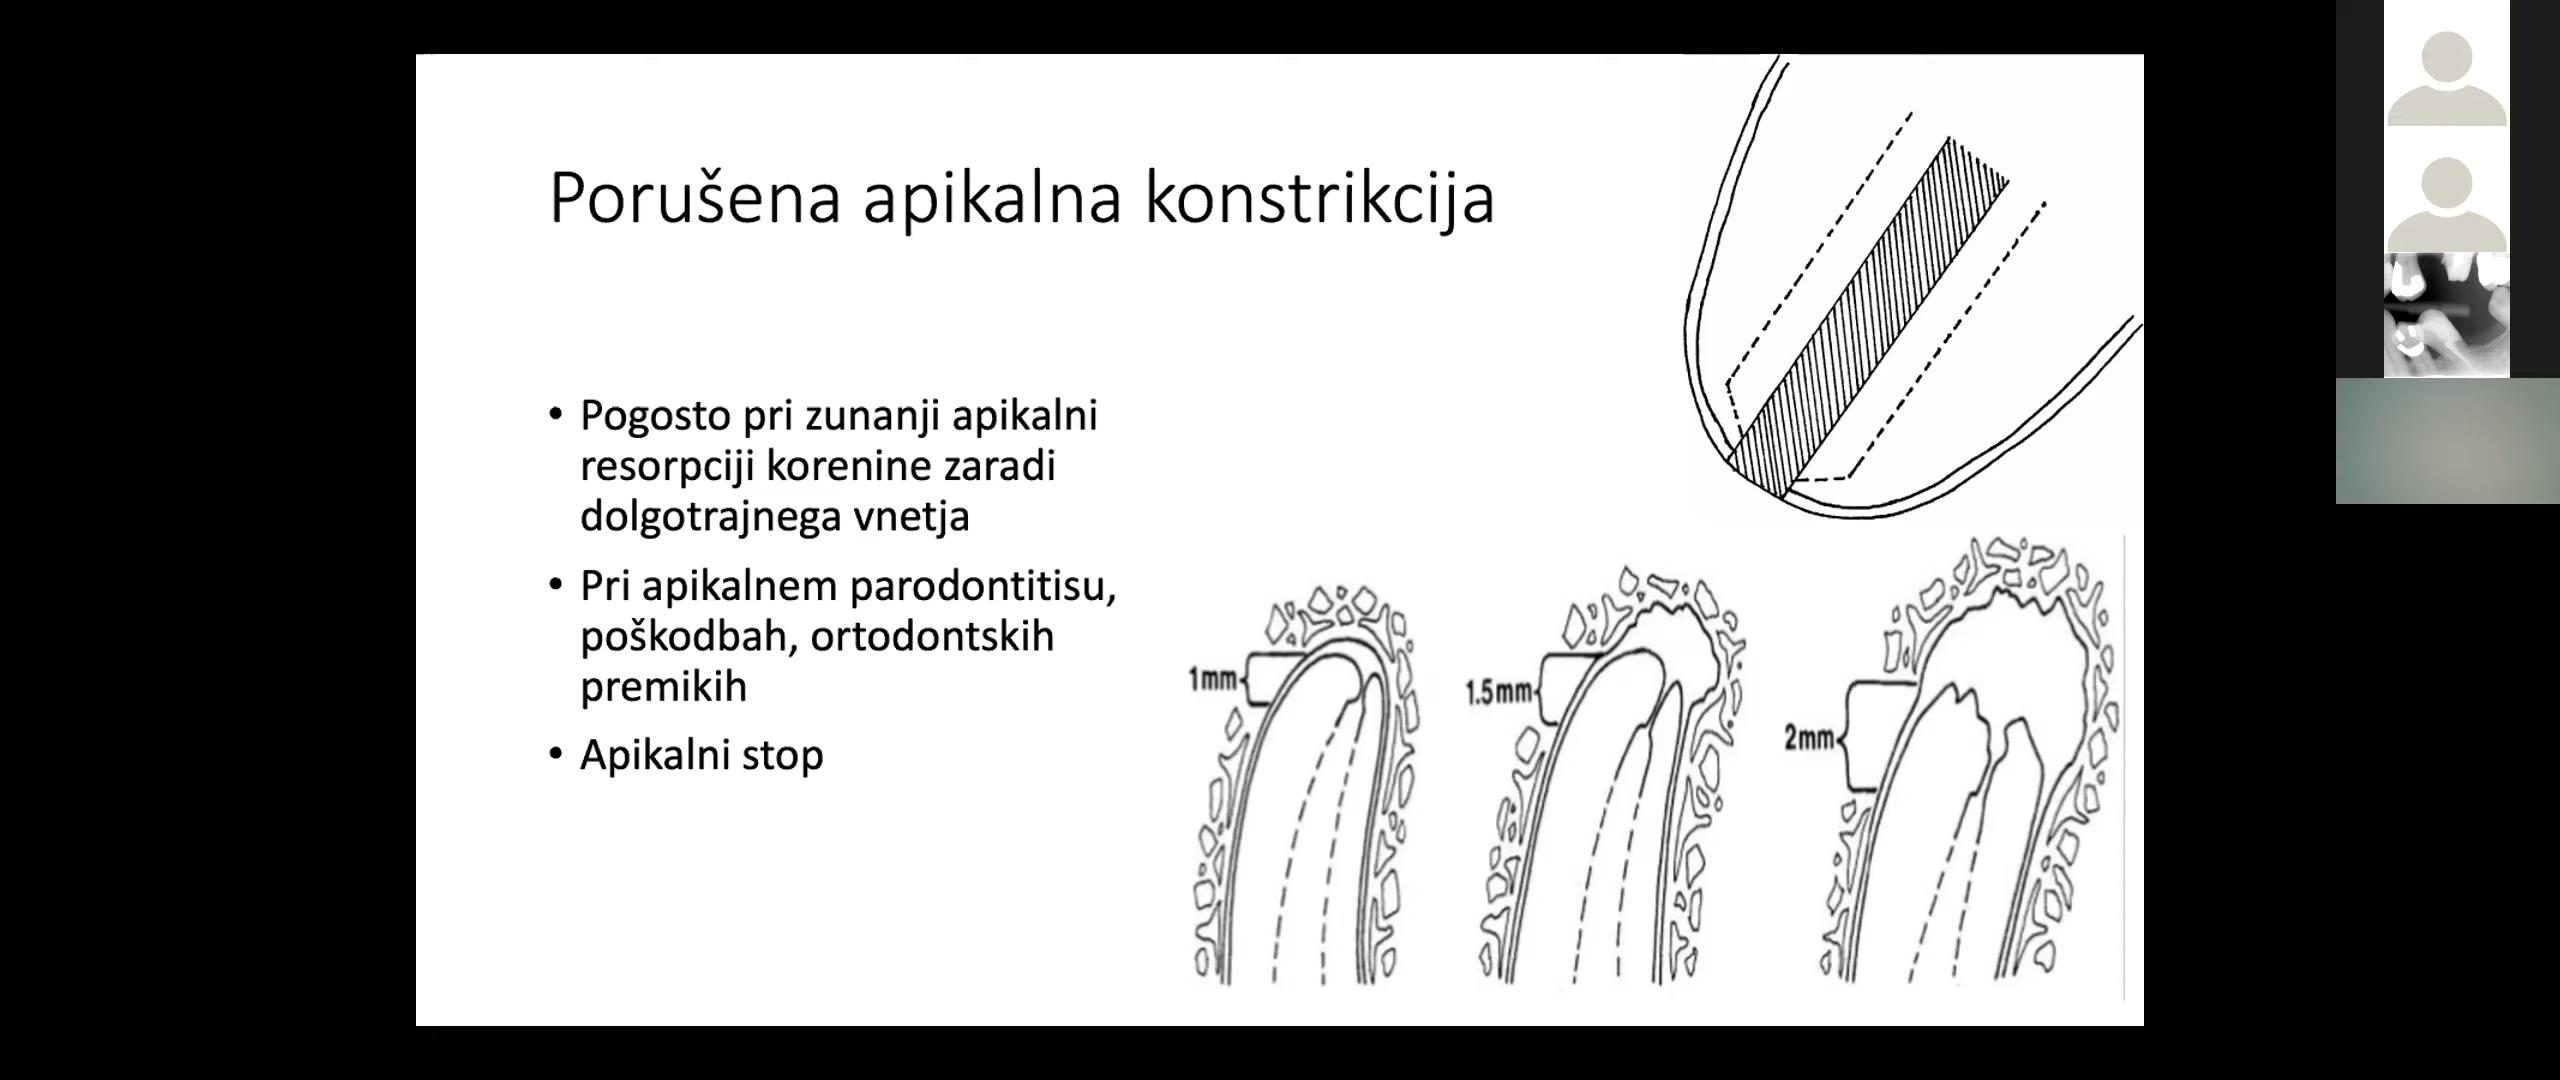 Porušena apikalna konstrikcija
• Pogosto pri zunanji apikalni
resorpciji korenine zaradi
dolgotrajnega vnetja
• Pri apikalnem parodontitisu,
poškodbah, ortodontskih
premikih
• Apikalni stop
1mm
1.5mm
2mm